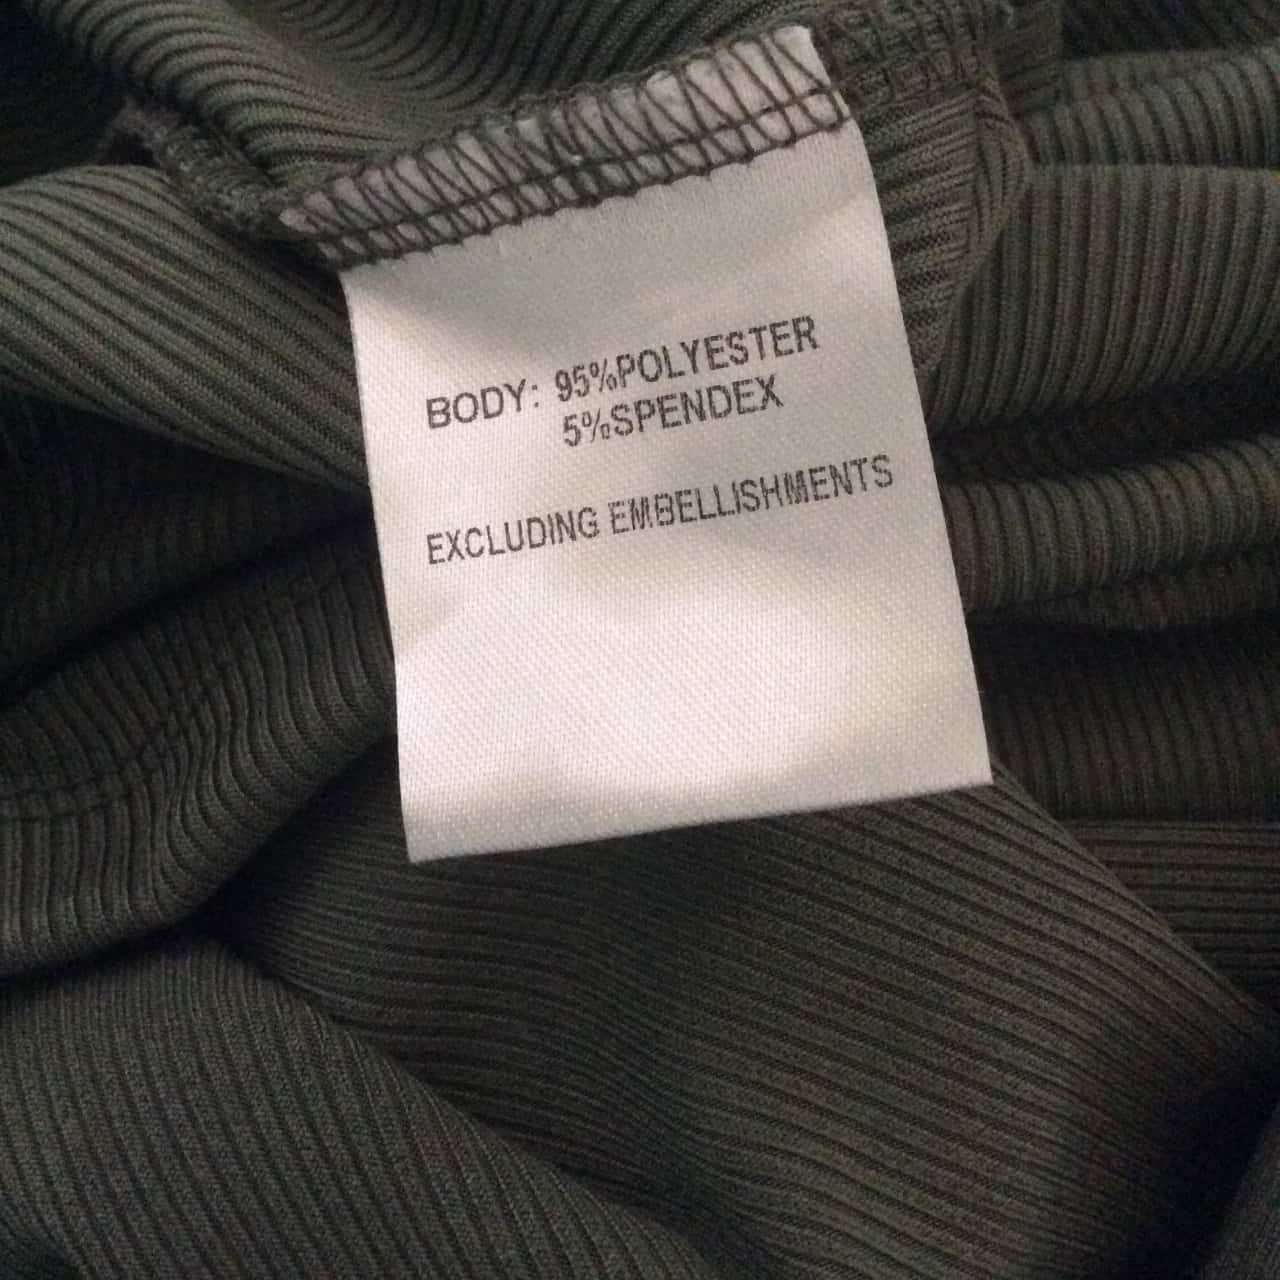 BODY: 95%POLYESTER
5%SPENDEX
EXCLUDING EMBELLISHMENTS